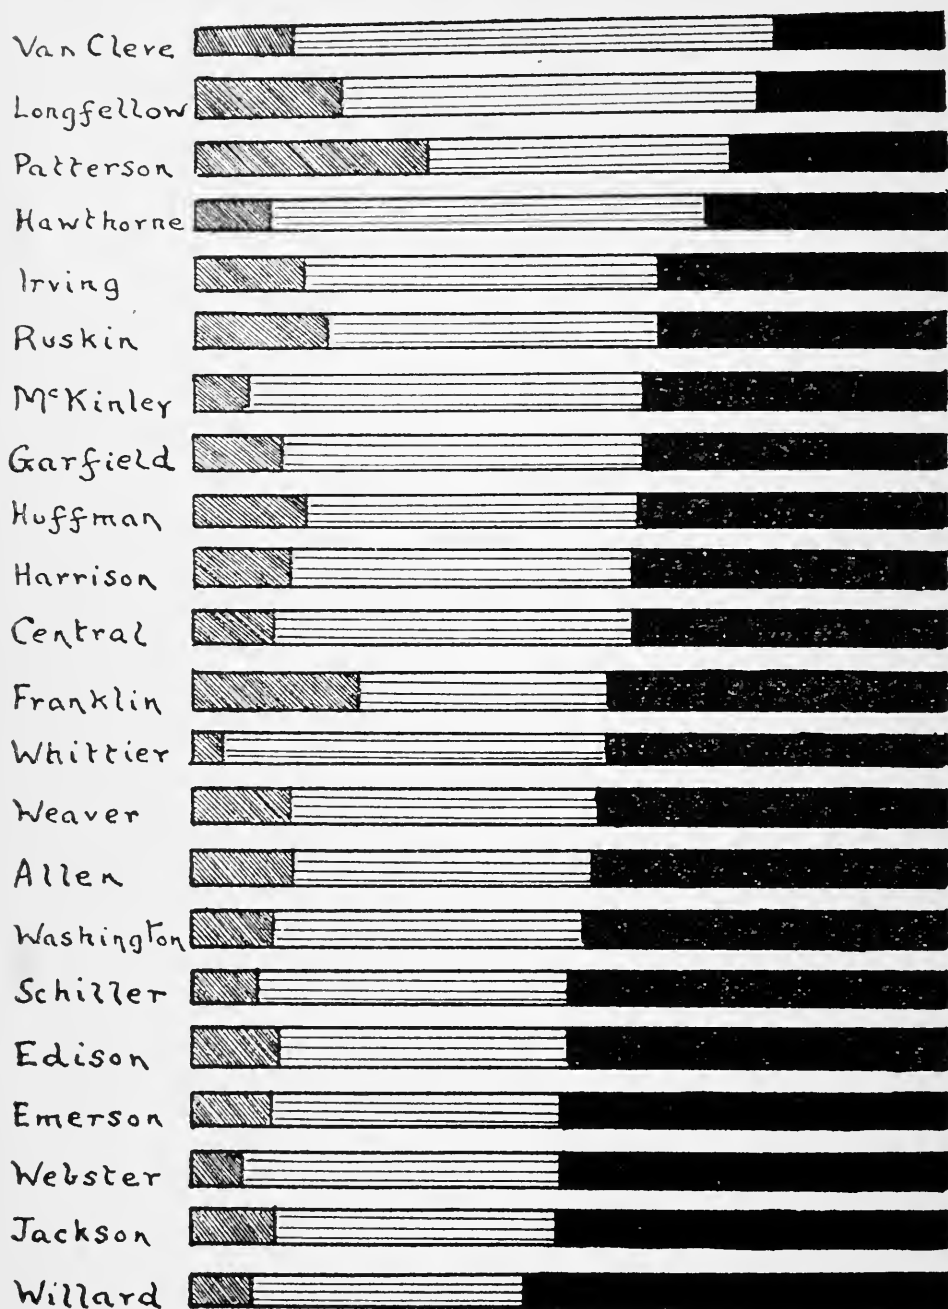 Van Cleve
Longfellow
Patterson
Hawthorne
Irving
Ruskin
McKinley
Garfield
Huffman
Harrison
Central
Franklin
Whittier
Weaver
Allen
Washington
Schiller
Edison
Emerson
Webster
Jackson
Willard